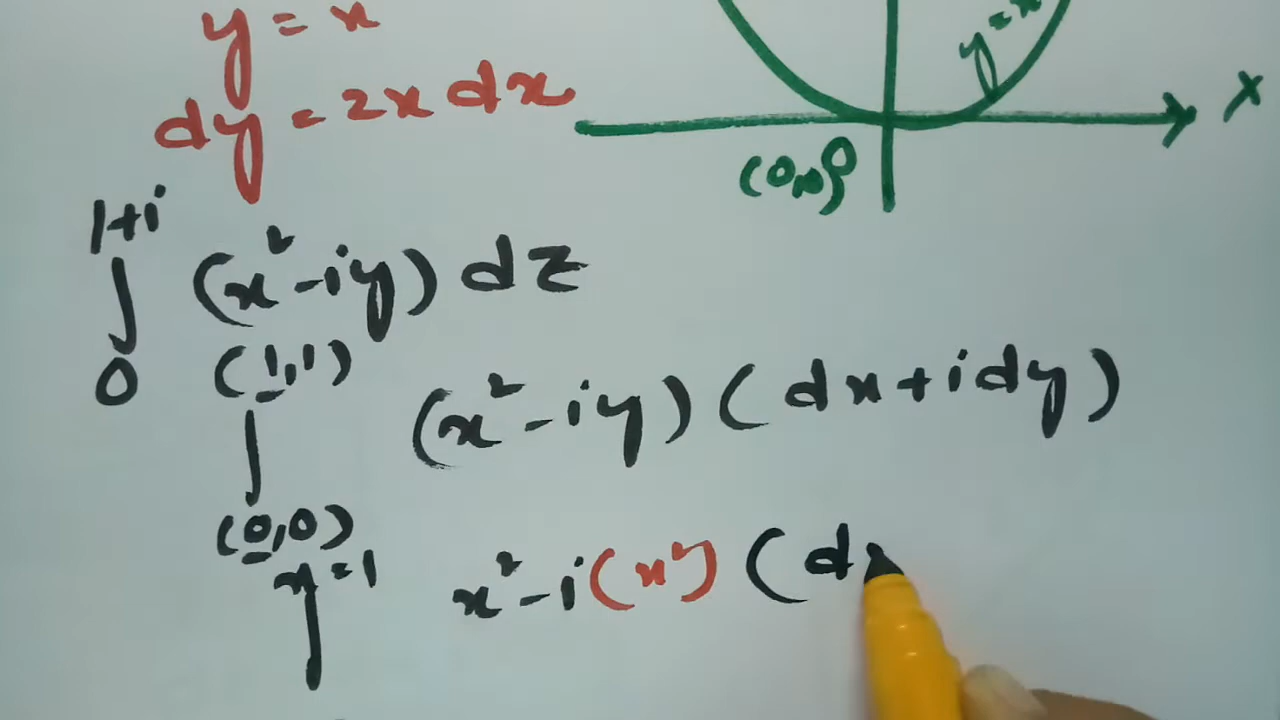 y = x
dy = 2x dx
y = x
X
(0,0)
1+i
∫ (x² - iy) dz
0
(1,1)
∫ (x² - iy) (dx + i dy)
(0,0)
x=1
∫ x² - i(x²) (d